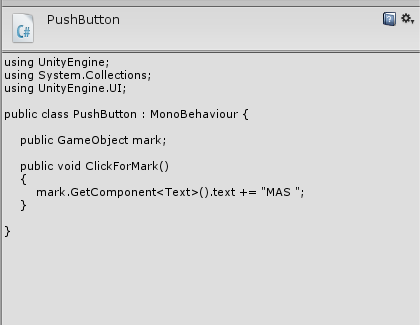 PushButton
C#
using UnityEngine;
using System.Collections;
using UnityEngine.UI;
public class PushButton : MonoBehaviour {
public GameObject mark;
public void ClickForMark()
{
mark.GetComponent<Text>().text += "MAS ";
}
}